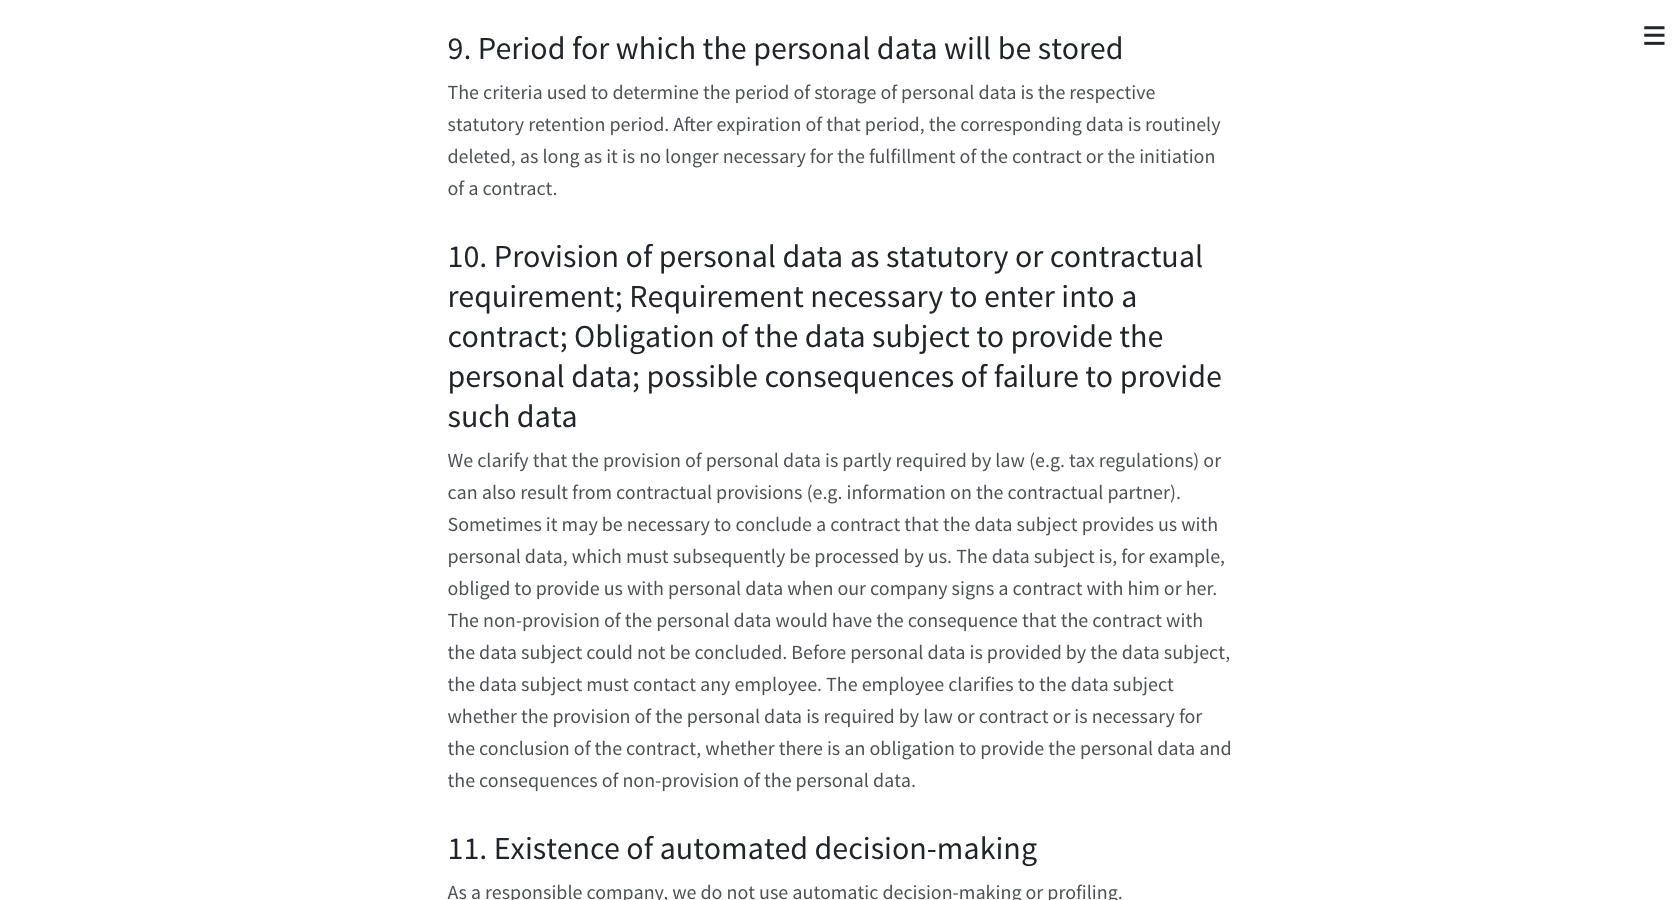 9. Period for which the personal data will be stored
The criteria used to determine the period of storage of personal data is the respective
statutory retention period. After expiration of that period, the corresponding data is routinely
deleted, as long as it is no longer necessary for the fulfillment of the contract or the initiation
of a contract.
10. Provision of personal data as statutory or contractual
requirement; Requirement necessary to enter into a
contract; Obligation of the data subject to provide the
personal data; possible consequences of failure to provide
such data
We clarify that the provision of personal data is partly required by law (e.g. tax regulations) or
can also result from contractual provisions (e.g. information on the contractual partner).
Sometimes it may be necessary to conclude a contract that the data subject provides us with
personal data, which must subsequently be processed by us. The data subject is, for example,
obliged to provide us with personal data when our company signs a contract with him or her.
The non-provision of the personal data would have the consequence that the contract with
the data subject could not be concluded. Before personal data is provided by the data subject,
the data subject must contact any employee. The employee clarifies to the data subject
whether the provision of the personal data is required by law or contract or is necessary for
the conclusion of the contract, whether there is an obligation to provide the personal data and
the consequences of non-provision of the personal data.
11. Existence of automated decision-making
As a responsible company, we do not use automatic decision-making or profiling.